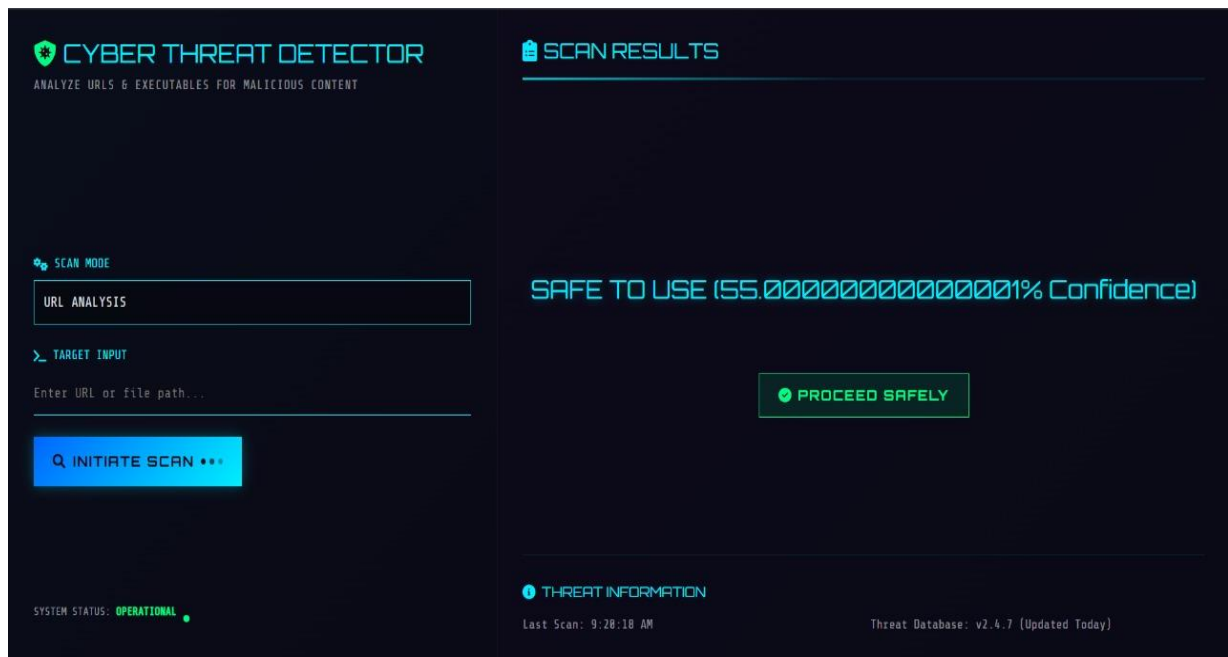 CYBER THREAT DETECTOR
ANALYZE URLS & EXECUTABLES FOR MALICIOUS CONTENT
SCAN MODE
URL ANALYSIS
>_ TARGET INPUT
Enter URL or file path...
INITIATE SCAN •••
SYSTEM STATUS: OPERATIONAL
SCAN RESULTS
SAFE TO USE (55.00000000000001% Confidence)
PROCEED SAFELY
THREAT INFORMATION
Last Scan: 9:20:18 AM
Threat Database: v2.4.7 (Updated Today)